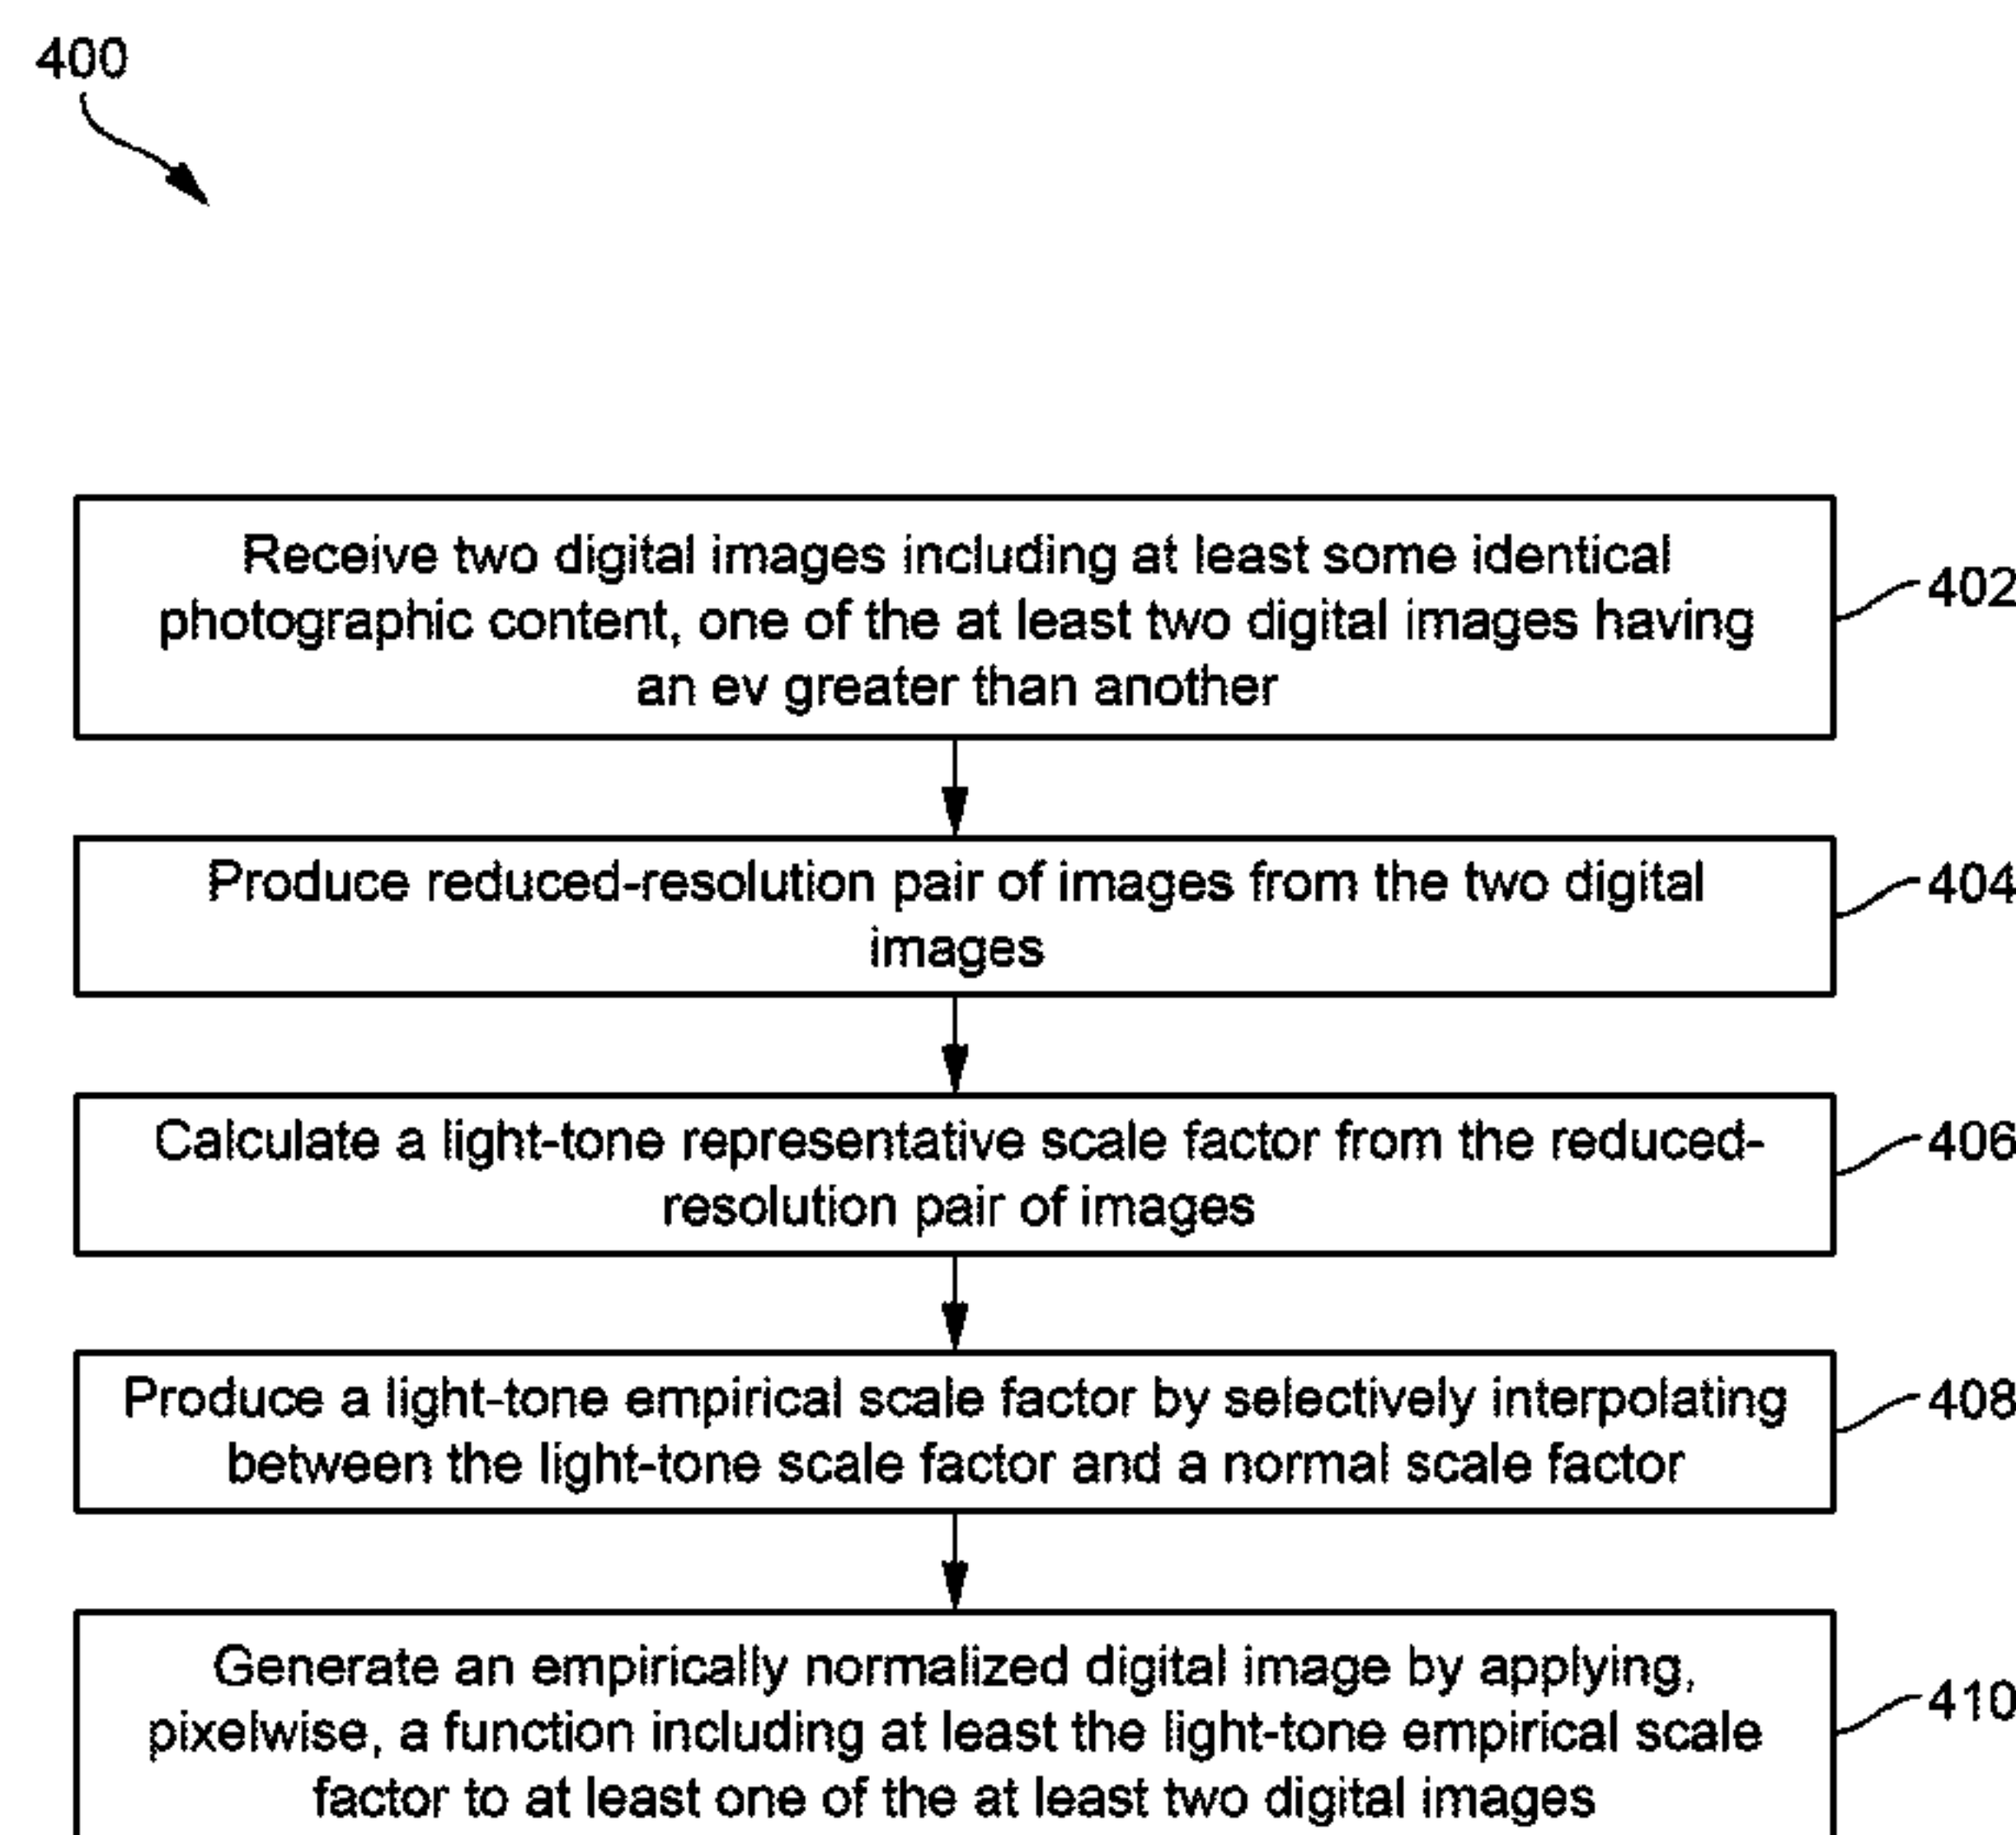 400
Receive two digital images including at least some identical
photographic content, one of the at least two digital images having
an ev greater than another
402
Produce reduced-resolution pair of images from the two digital
images
404
Calculate a light-tone representative scale factor from the reduced-
resolution pair of images
406
Produce a light-tone empirical scale factor by selectively interpolating
between the light-tone scale factor and a normal scale factor
408
Generate an empirically normalized digital image by applying,
pixelwise, a function including at least the light-tone empirical scale
factor to at least one of the at least two digital images
410